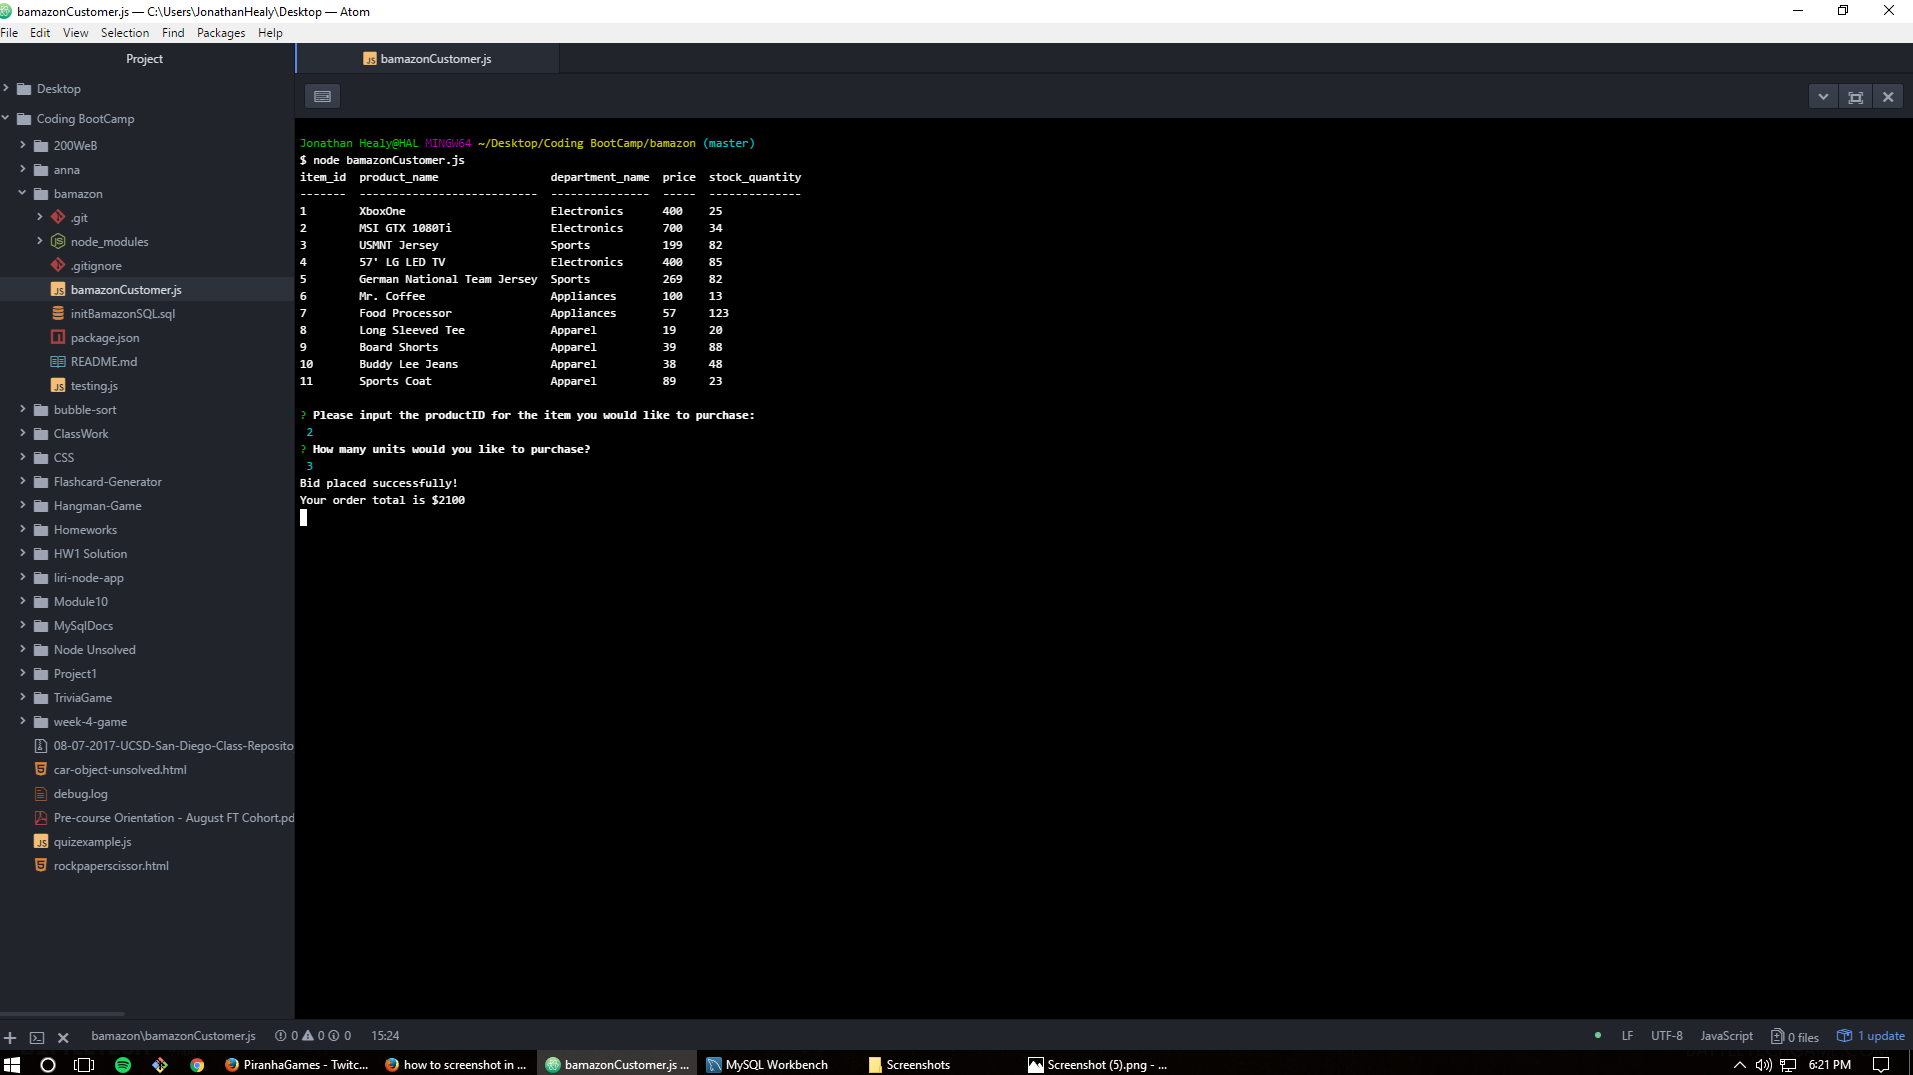 bamazonCustomer.js — C:\Users\JonathanHealy\Desktop — Atom
File Edit View Selection Find Packages Help
Project
bamazonCustomer.js
Desktop
Coding BootCamp
200WeB
anna
bamazon
.git
node_modules
.gitignore
bamazonCustomer.js
initBamazonSQL.sql
package.json
README.md
testing.js
bubble-sort
ClassWork
CSS
Flashcard-Generator
Hangman-Game
Homeworks
HW1 Solution
liri-node-app
Module10
MySqlDocs
Node Unsolved
Project1
TriviaGame
week-4-game
08-07-2017-UCSD-San-Diego-Class-Reposito
car-object-unsolved.html
debug.log
Pre-course Orientation - August FT Cohort.pd
quizexample.js
rockpaperscissor.html
Jonathan Healy@HAL MINGW64 ~/Desktop/Coding BootCamp/bamazon (master)
$ node bamazonCustomer.js
item_id product_name department_name price stock_quantity
------- --------------------------- --------------- ----- --------------
1 XboxOne Electronics 400 25
2 MSI GTX 1080Ti Electronics 700 34
3 USMNT Jersey Sports 199 82
4 57' LG LED TV Electronics 400 85
5 German National Team Jersey Sports 269 82
6 Mr. Coffee Appliances 100 13
7 Food Processor Appliances 57 123
8 Long Sleeved Tee Apparel 19 20
9 Board Shorts Apparel 39 88
10 Buddy Lee Jeans Apparel 38 48
11 Sports Coat Apparel 89 23
? Please input the productID for the item you would like to purchase:
2
? How many units would you like to purchase?
3
Bid placed successfully!
Your order total is $2100
bamazon\bamazonCustomer.js 0 0 0 15:24 LF UTF-8 JavaScript 0 files 1 update
PiranhaGames - Twitc... how to screenshot in ... bamazonCustomer.js ... MySQL Workbench Screenshots Screenshot (5).png - ... 6:21 PM